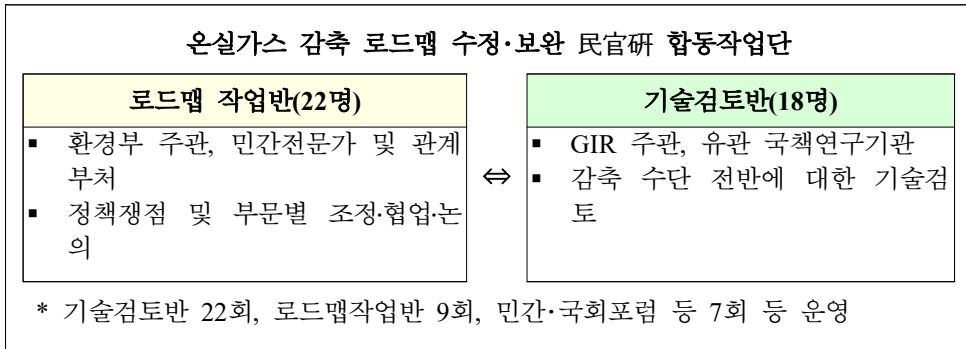 온실가스 감축 로드맵 수정·보완 民官硏 합동작업단
로드맵 작업반(22명)
▪ 환경부 주관, 민간전문가 및 관계
부처
▪ 정책쟁점 및 부문별 조정·협업·논
의
⇔
기술검토반(18명)
▪ GIR 주관, 유관 국책연구기관
▪ 감축 수단 전반에 대한 기술검
토
* 기술검토반 22회, 로드맵작업반 9회, 민간·국회포럼 등 7회 등 운영